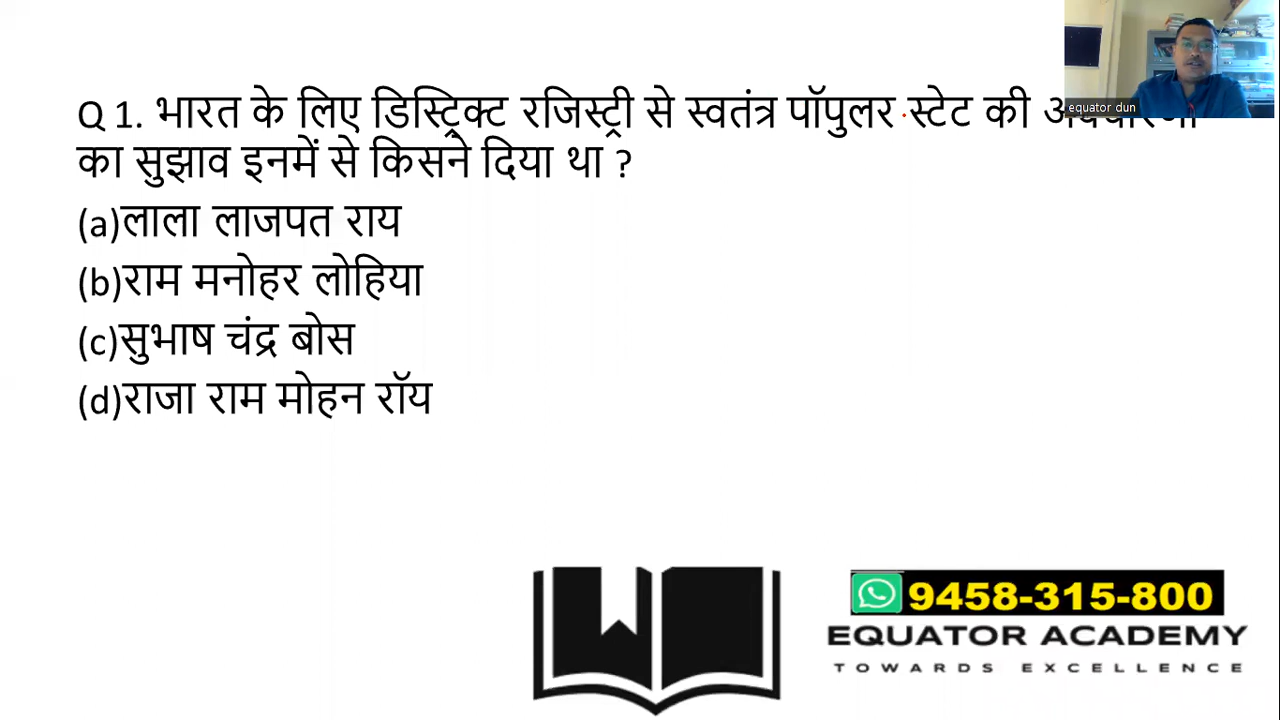 equator dun
Q 1. भारत के लिए डिस्ट्रिक्ट रजिस्ट्री से स्वतंत्र पॉपुलर स्टेट की
का सुझाव इनमें से किसने दिया था ?
(a)लाला लाजपत राय
(b)राम मनोहर लोहिया
(c)सुभाष चंद्र बोस
(d)राजा राम मोहन रॉय
9458-315-800
EQUATOR ACADEMY
TOWARDS EXCELLENCE